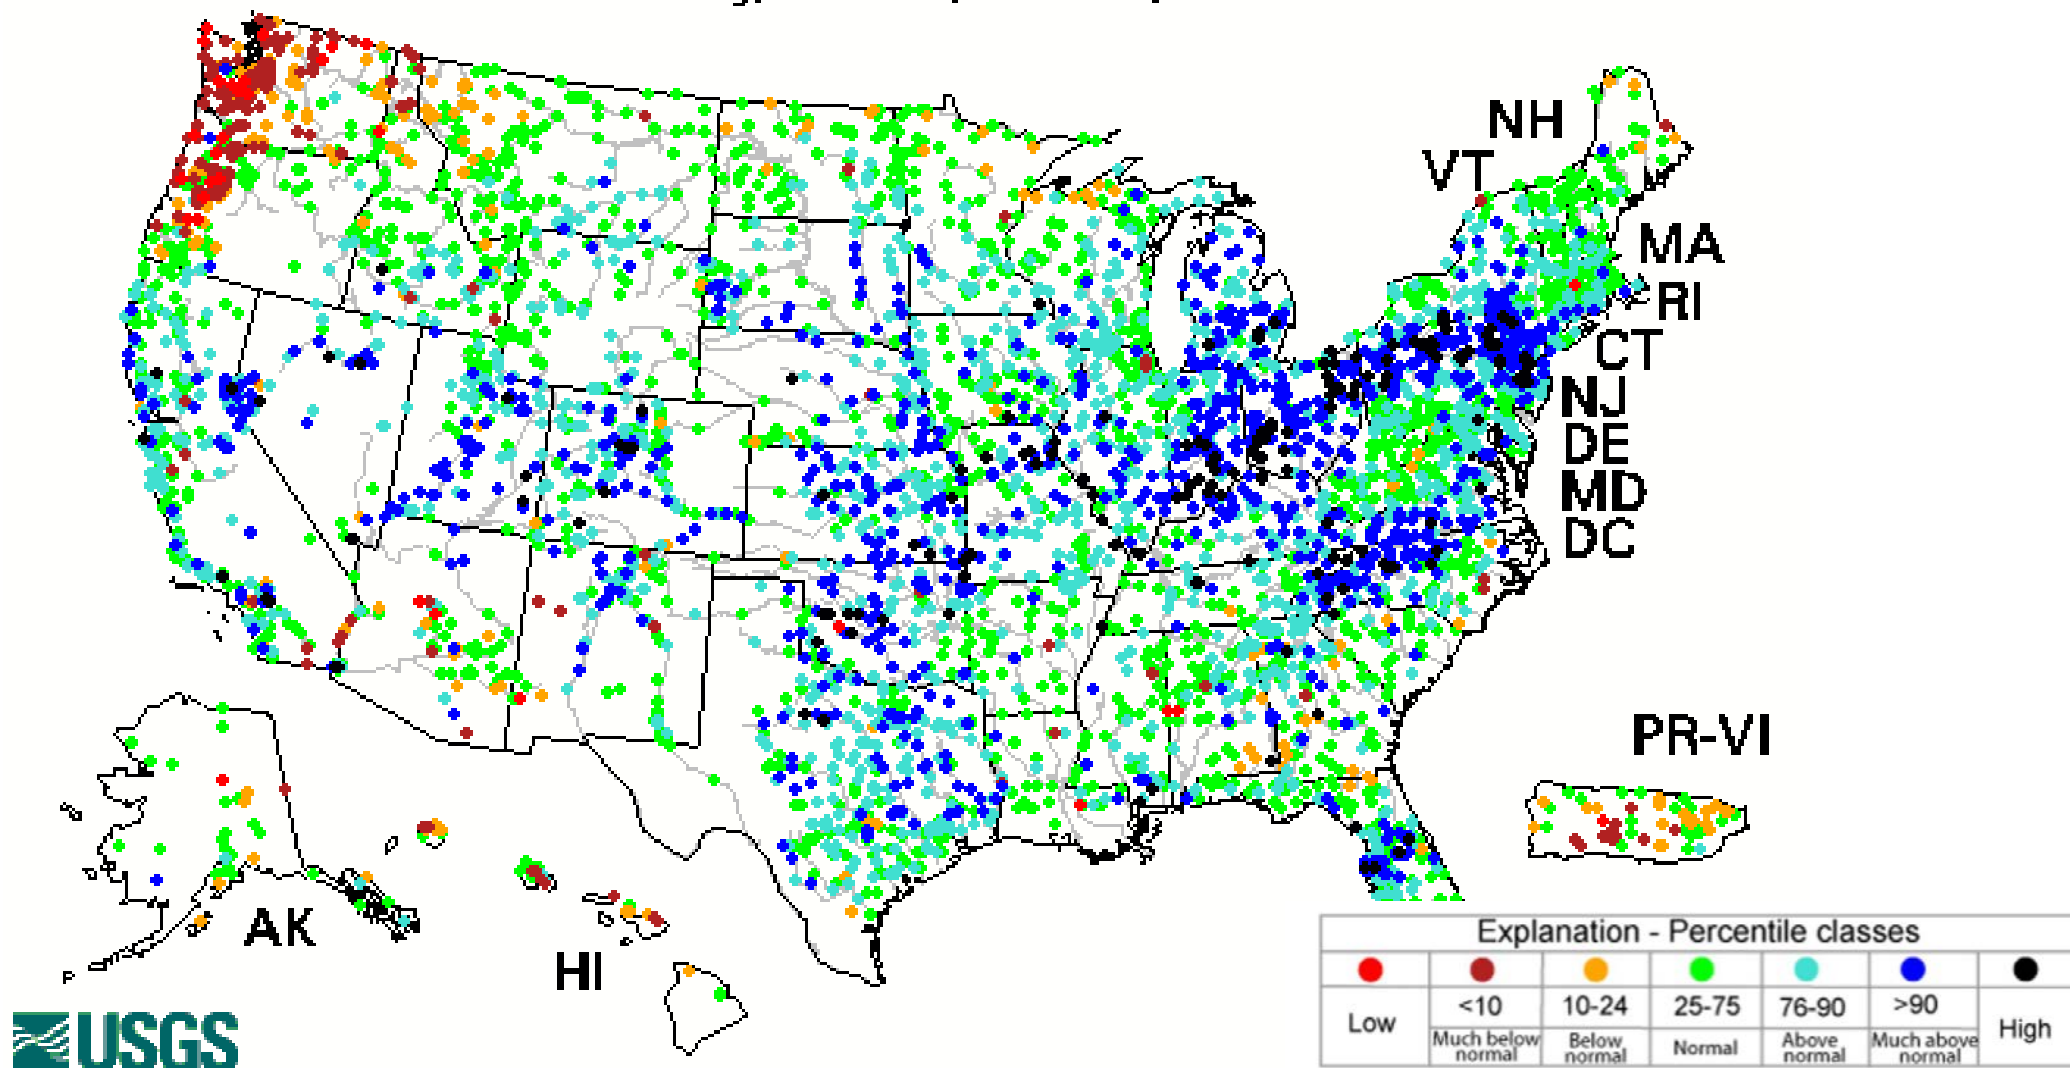 NH
VT
MA
RI
CT
NJ
DE
MD
DC
PR-VI
AK
HI
USGS
Explanation - Percentile classes
Low
<10
10-24
25-75
76-90
>90
High
Much below normal
Below normal
Normal
Above normal
Much above normal